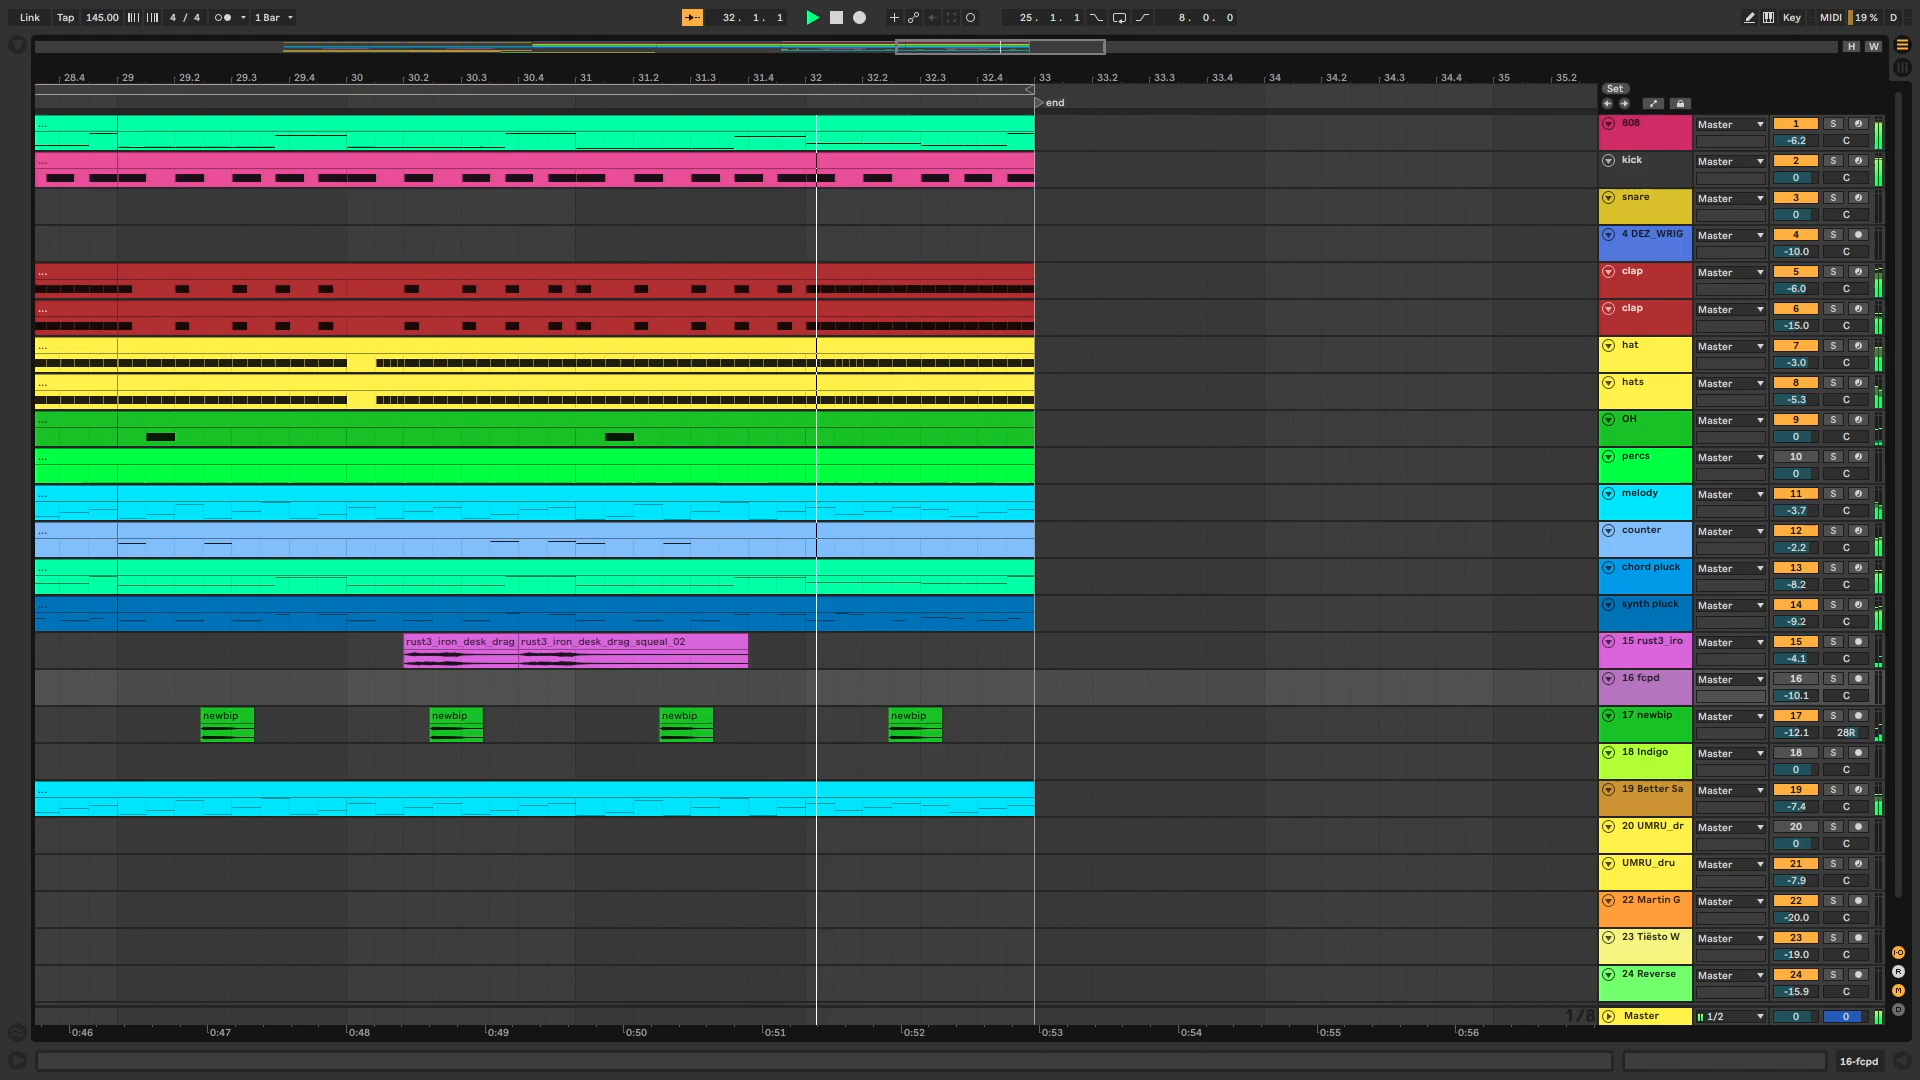 Link Tap 145.00 4 / 4 1 Bar 32. 1. 1 25. 1. 1 8. 0. 0 Key MIDI 19 % D
H W
28.4 29 29.2 29.3 29.4 30 30.2 30.3 30.4 31 31.2 31.3 31.4 32 32.2 32.3 32.4 33 33.2 33.3 33.4 34 34.2 34.3 34.4 35 35.2
Set
end
... 808 Master 1 S
-6.2 C
... kick Master 2 S
0 C
snare Master 3 S
0 C
4 DEZ_WRIG Master 4 S
-10.0 C
... clap Master 5 S
-6.0 C
... clap Master 6 S
-15.0 C
... hat Master 7 S
-3.0 C
... hats Master 8 S
-5.3 C
... OH Master 9 S
0 C
... percs Master 10 S
0 C
... melody Master 11 S
-3.7 C
... counter Master 12 S
-2.2 C
... chord pluck Master 13 S
-8.2 C
... synth pluck Master 14 S
-9.2 C
rust3_iron_desk_drag rust3_iron_desk_drag_squeal_02 15 rust3_iro Master 15 S
-4.1 C
16 fcpd Master 16 S
-10.1 C
newbip newbip newbip newbip 17 newbip Master 17 S
-12.1 28R
18 Indigo Master 18 S
0 C
... 19 Better Sa Master 19 S
-7.4 C
20 UMRU_dr Master 20 S
0 C
UMRU_dru Master 21 S
-7.9 C
22 Martin G Master 22 S
-20.0 C
23 Tiësto W Master 23 S
-19.0 C
I·O
24 Reverse Master 24 S
R
-15.9 C
M
D
1/8 Master 1/2 0 0
0:46 0:47 0:48 0:49 0:50 0:51 0:52 0:53 0:54 0:55 0:56
16-fcpd